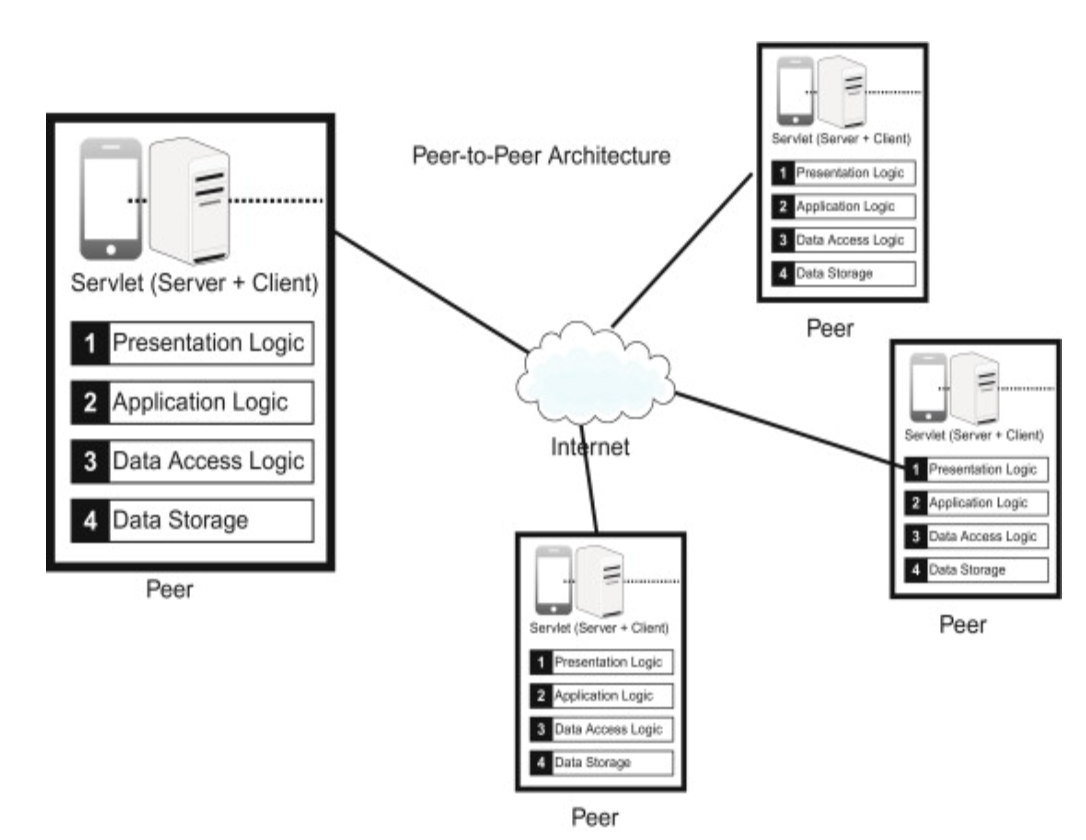 Peer-to-Peer Architecture
Servlet (Server + Client)
1 Presentation Logic
2 Application Logic
3 Data Access Logic
4 Data Storage
Peer
Servlet (Server + Client)
1 Presentation Logic
2 Application Logic
3 Data Access Logic
4 Data Storage
Peer
Internet
Servlet (Server + Client)
1 Presentation Logic
2 Application Logic
3 Data Access Logic
4 Data Storage
Peer
Servlet (Server + Client)
1 Presentation Logic
2 Application Logic
3 Data Access Logic
4 Data Storage
Peer